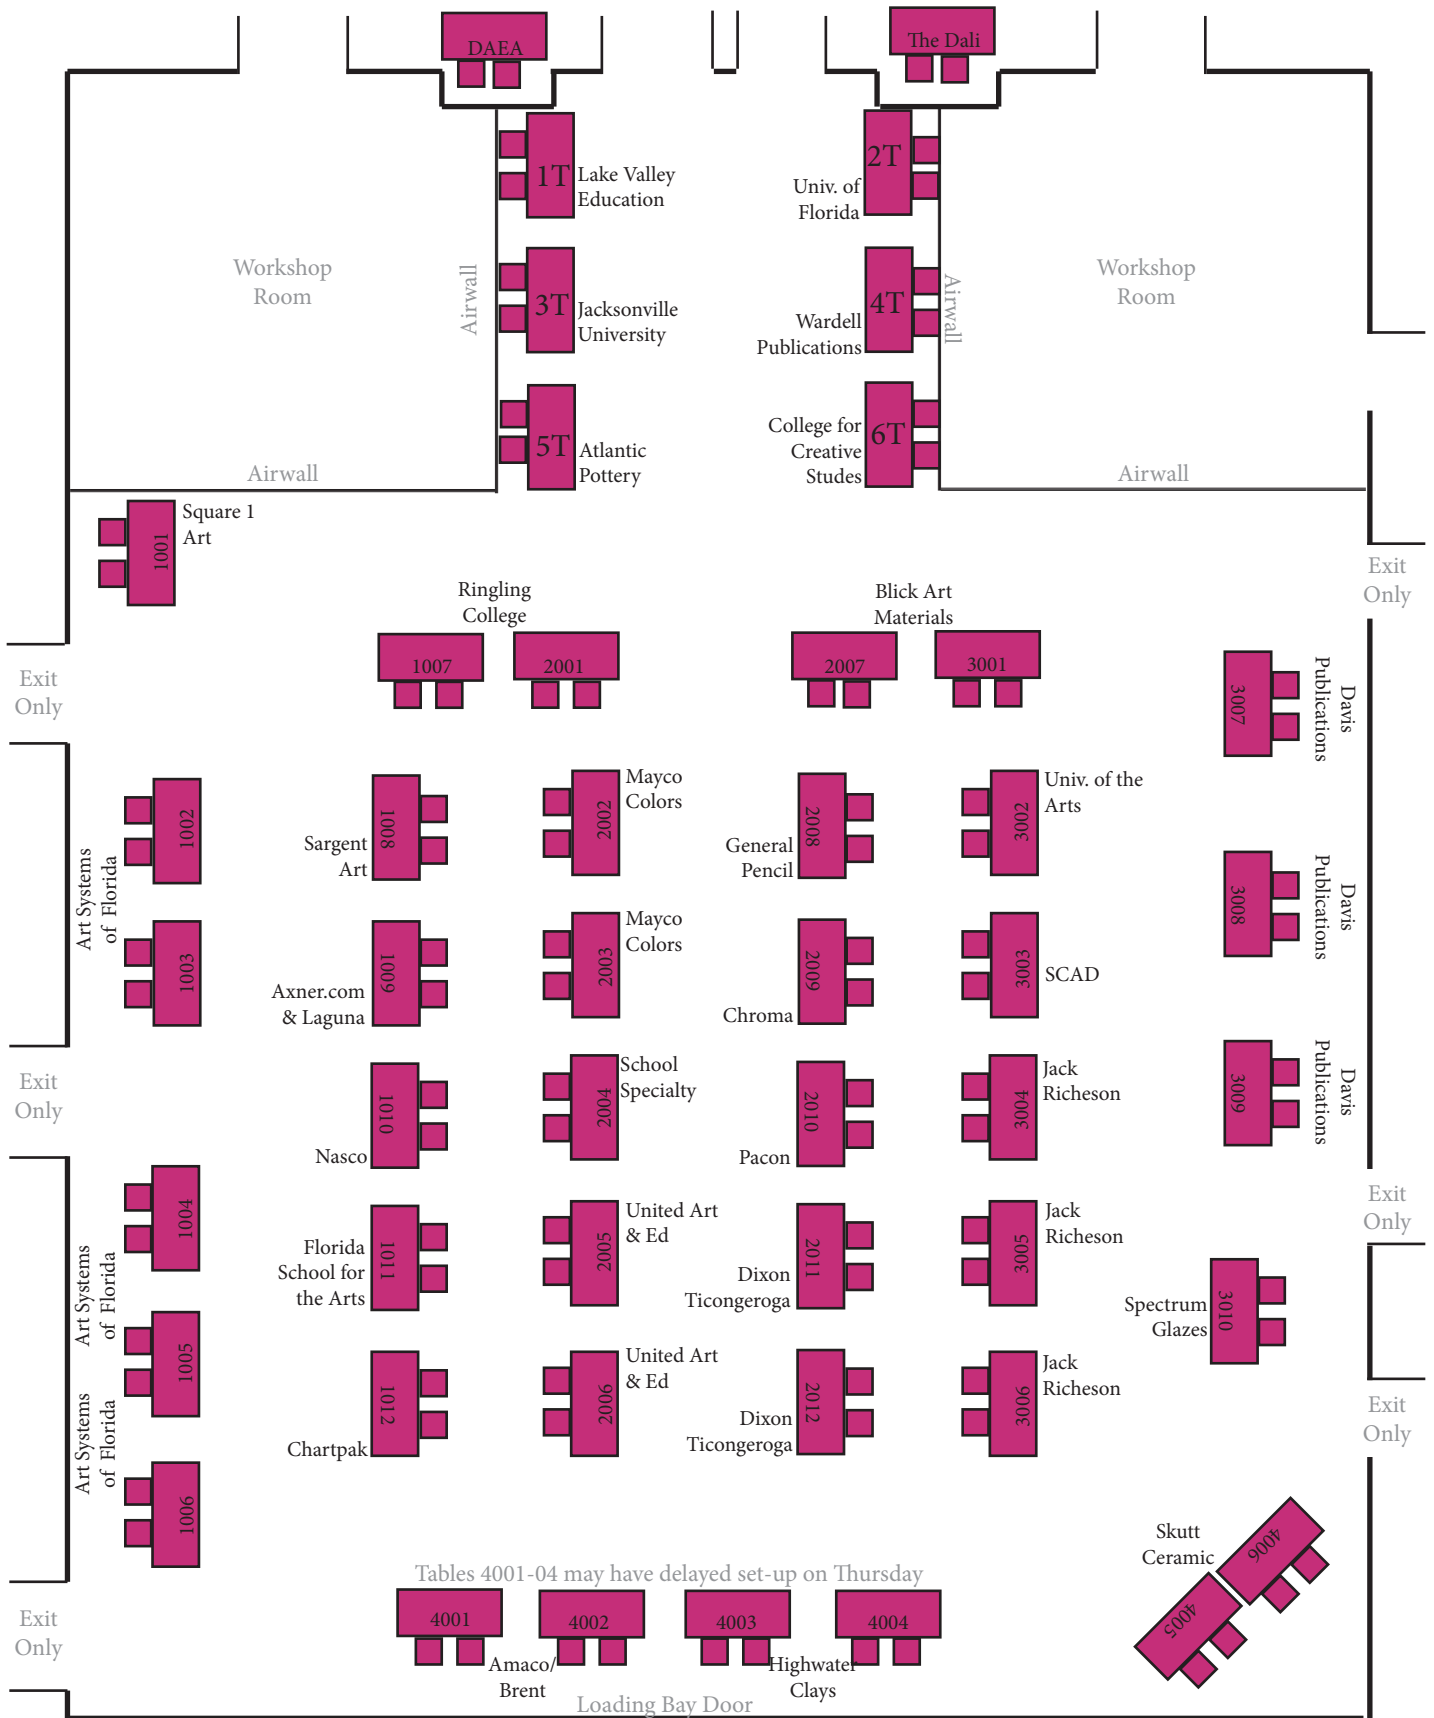 DAEA
The Dali
1T
Lake Valley
Education
2T
Univ. of
Florida
Workshop
Room
Airwall
3T
Jacksonville
University
4T
Wardell
Publications
Airwall
Workshop
Room
5T
Atlantic
Pottery
6T
College for
Creative
Studes
Airwall
Airwall
1001
Square 1
Art
Exit
Only
Ringling
College
Blick Art
Materials
1007
2001
2007
3001
Exit
Only
3007
Davis
Publications
1002
Art Systems
of Florida
1003
1008
Sargent
Art
2002
Mayco
Colors
2008
General
Pencil
3002
Univ. of the
Arts
3008
Davis
Publications
1009
Axner.com
& Laguna
2003
Mayco
Colors
2009
Chroma
3003
SCAD
Exit
Only
1010
Nasco
2004
School
Specialty
2010
Pacon
3004
Jack
Richeson
3009
Davis
Publications
1004
Art Systems
of Florida
1005
1011
Florida
School for
the Arts
2005
United Art
& Ed
2011
Dixon
Ticongeroga
3005
Jack
Richeson
Exit
Only
3010
Spectrum
Glazes
Art Systems
of Florida
1006
1012
Chartpak
2006
United Art
& Ed
2012
Dixon
Ticongeroga
3006
Jack
Richeson
Exit
Only
Skutt
Ceramic
4006
4005
Tables 4001-04 may have delayed set-up on Thursday
Exit
Only
4001
4002
4003
4004
Amaco/
Brent
Highwater
Clays
Loading Bay Door